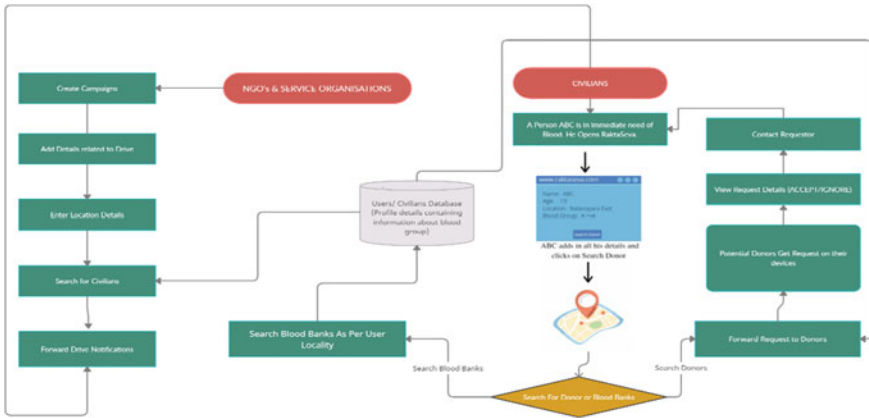 NGO's & SERVICE ORGANISATIONS
Create Campaigns
Add Details related to Drive
Enter Location Details
Search for Civilians
Forward Drive Notifications
Users/ Civilians Database
(Profile details containing
information about blood
group)
Search Blood Banks As Per User
Locality
Search Blood Banks
CIVILIANS
A Person ABC is in immediate need of
Blood. He Opens RaktaSeva.
Name ABC
Age 19
Location
Blood Group
Search Donor
ABC adds in all his details and
clicks on Search Donor
Search For Donor or Blood Banks
Search Donors
Contact Requestor
View Request Details (ACCEPT/IGNORE)
Potential Donors Get Request on their
devices
Forward Request to Donors